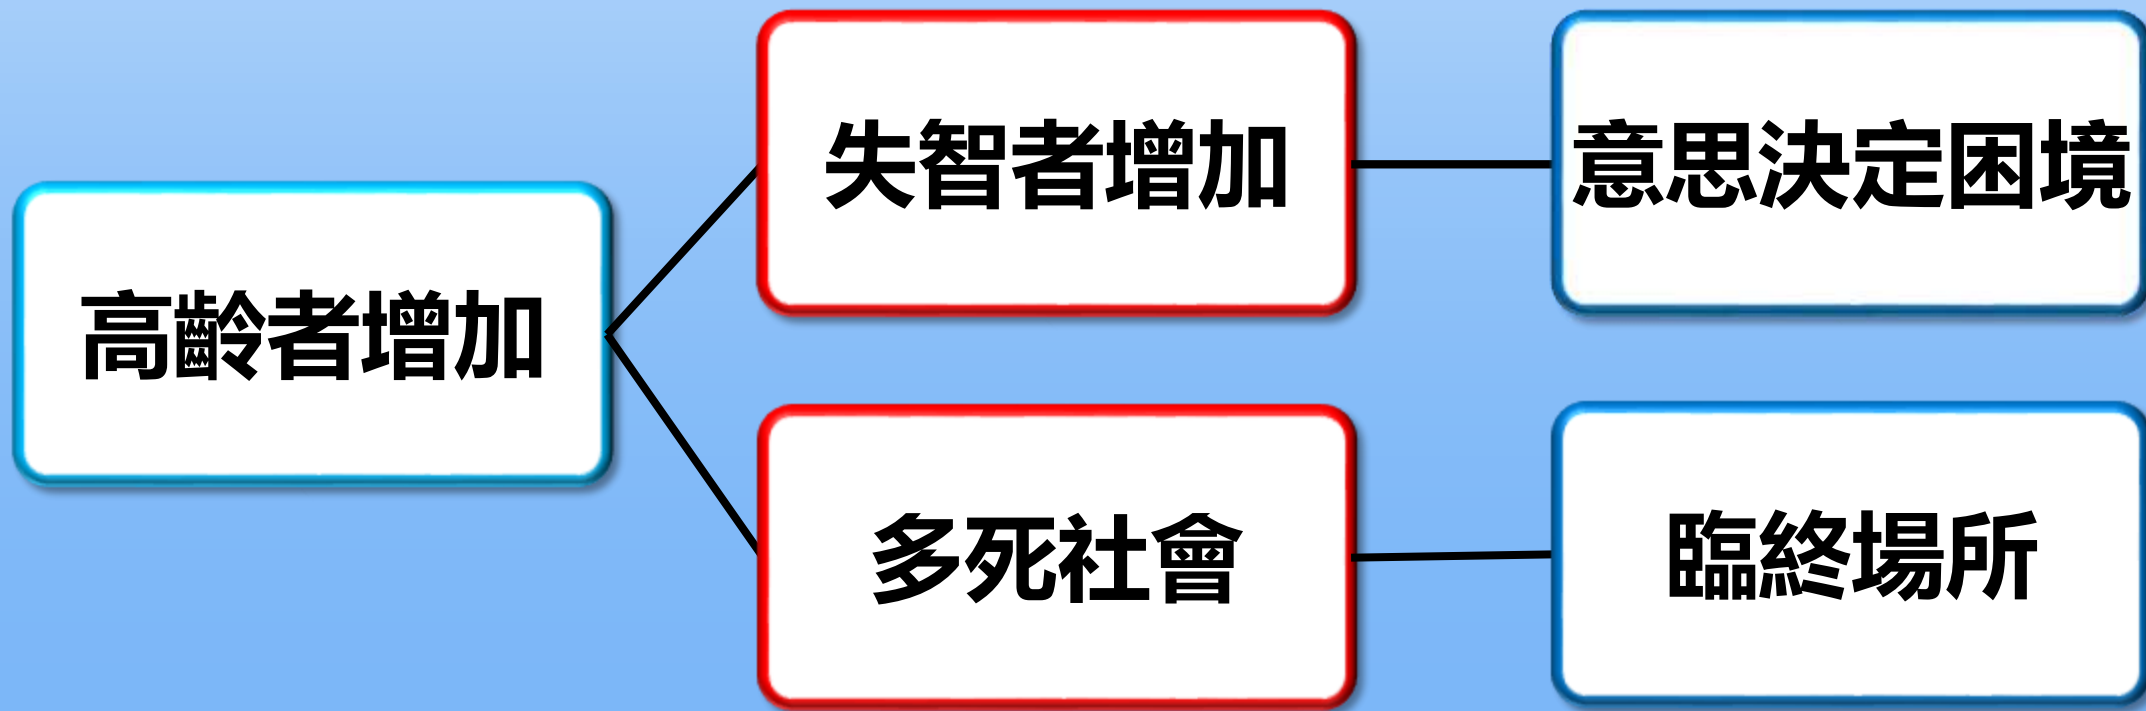 高齡者增加
失智者增加
意思決定困境
多死社會
臨終場所